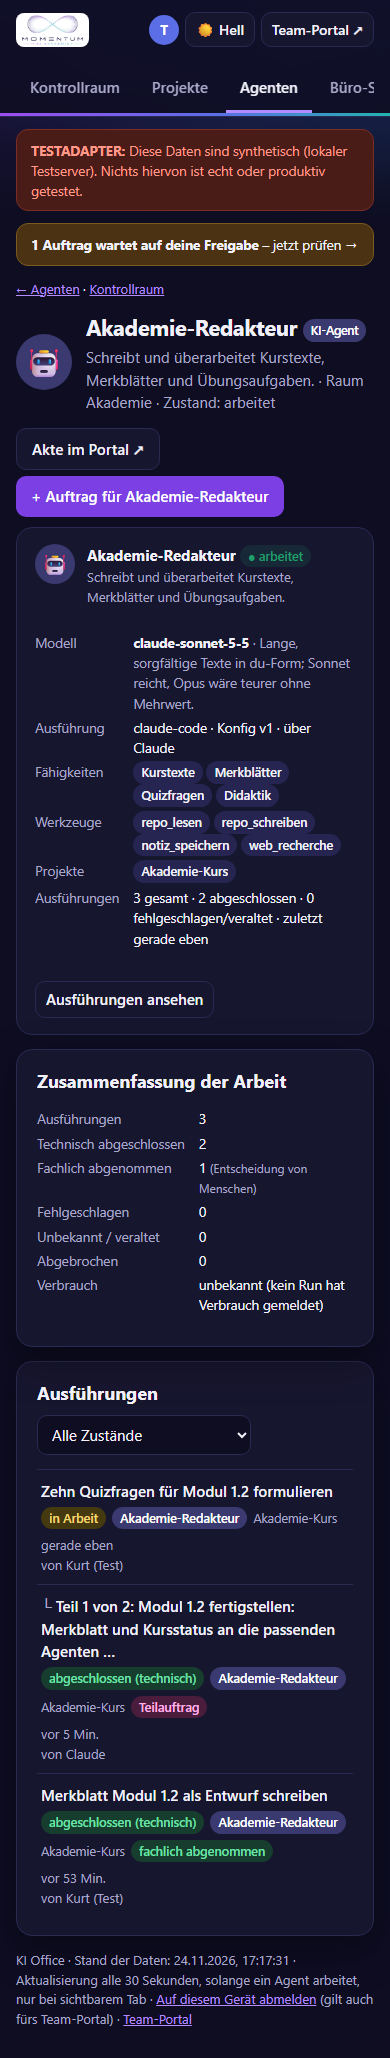 MOMENTUM
T
Hell
Team-Portal ↗
Kontrollraum
Projekte
Agenten
Büro-S
TESTADAPTER: Diese Daten sind synthetisch (lokaler
Testserver). Nichts hiervon ist echt oder produktiv
getestet.
1 Auftrag wartet auf deine Freigabe – jetzt prüfen →
← Agenten · Kontrollraum
Akademie-Redakteur KI-Agent
Schreibt und überarbeitet Kurstexte,
Merkblätter und Übungsaufgaben. · Raum
Akademie · Zustand: arbeitet
Akte im Portal ↗
+ Auftrag für Akademie-Redakteur
Akademie-Redakteur ● arbeitet
Schreibt und überarbeitet Kurstexte,
Merkblätter und Übungsaufgaben.
Modell claude-sonnet-5-5 · Lange,
sorgfältige Texte in du-Form; Sonnet
reicht, Opus wäre teurer ohne
Mehrwert.
Ausführung claude-code · Konfig v1 · über
Claude
Fähigkeiten Kurstexte Merkblätter
Quizfragen Didaktik
Werkzeuge repo_lesen repo_schreiben
notiz_speichern web_recherche
Projekte Akademie-Kurs
Ausführungen 3 gesamt · 2 abgeschlossen · 0
fehlgeschlagen/veraltet · zuletzt
gerade eben
Ausführungen ansehen
Zusammenfassung der Arbeit
Ausführungen 3
Technisch abgeschlossen 2
Fachlich abgenommen 1 (Entscheidung von
Menschen)
Fehlgeschlagen 0
Unbekannt / veraltet 0
Abgebrochen 0
Verbrauch unbekannt (kein Run hat
Verbrauch gemeldet)
Ausführungen
Alle Zustände
Zehn Quizfragen für Modul 1.2 formulieren
in Arbeit Akademie-Redakteur Akademie-Kurs
gerade eben
von Kurt (Test)
└ Teil 1 von 2: Modul 1.2 fertigstellen:
Merkblatt und Kursstatus an die passenden
Agenten ...
abgeschlossen (technisch) Akademie-Redakteur
Akademie-Kurs Teilauftrag
vor 5 Min.
von Claude
Merkblatt Modul 1.2 als Entwurf schreiben
abgeschlossen (technisch) Akademie-Redakteur
Akademie-Kurs fachlich abgenommen
vor 53 Min.
von Kurt (Test)
KI Office · Stand der Daten: 24.11.2026, 17:17:31 ·
Aktualisierung alle 30 Sekunden, solange ein Agent arbeitet,
nur bei sichtbarem Tab · Auf diesem Gerät abmelden (gilt auch
fürs Team-Portal) · Team-Portal